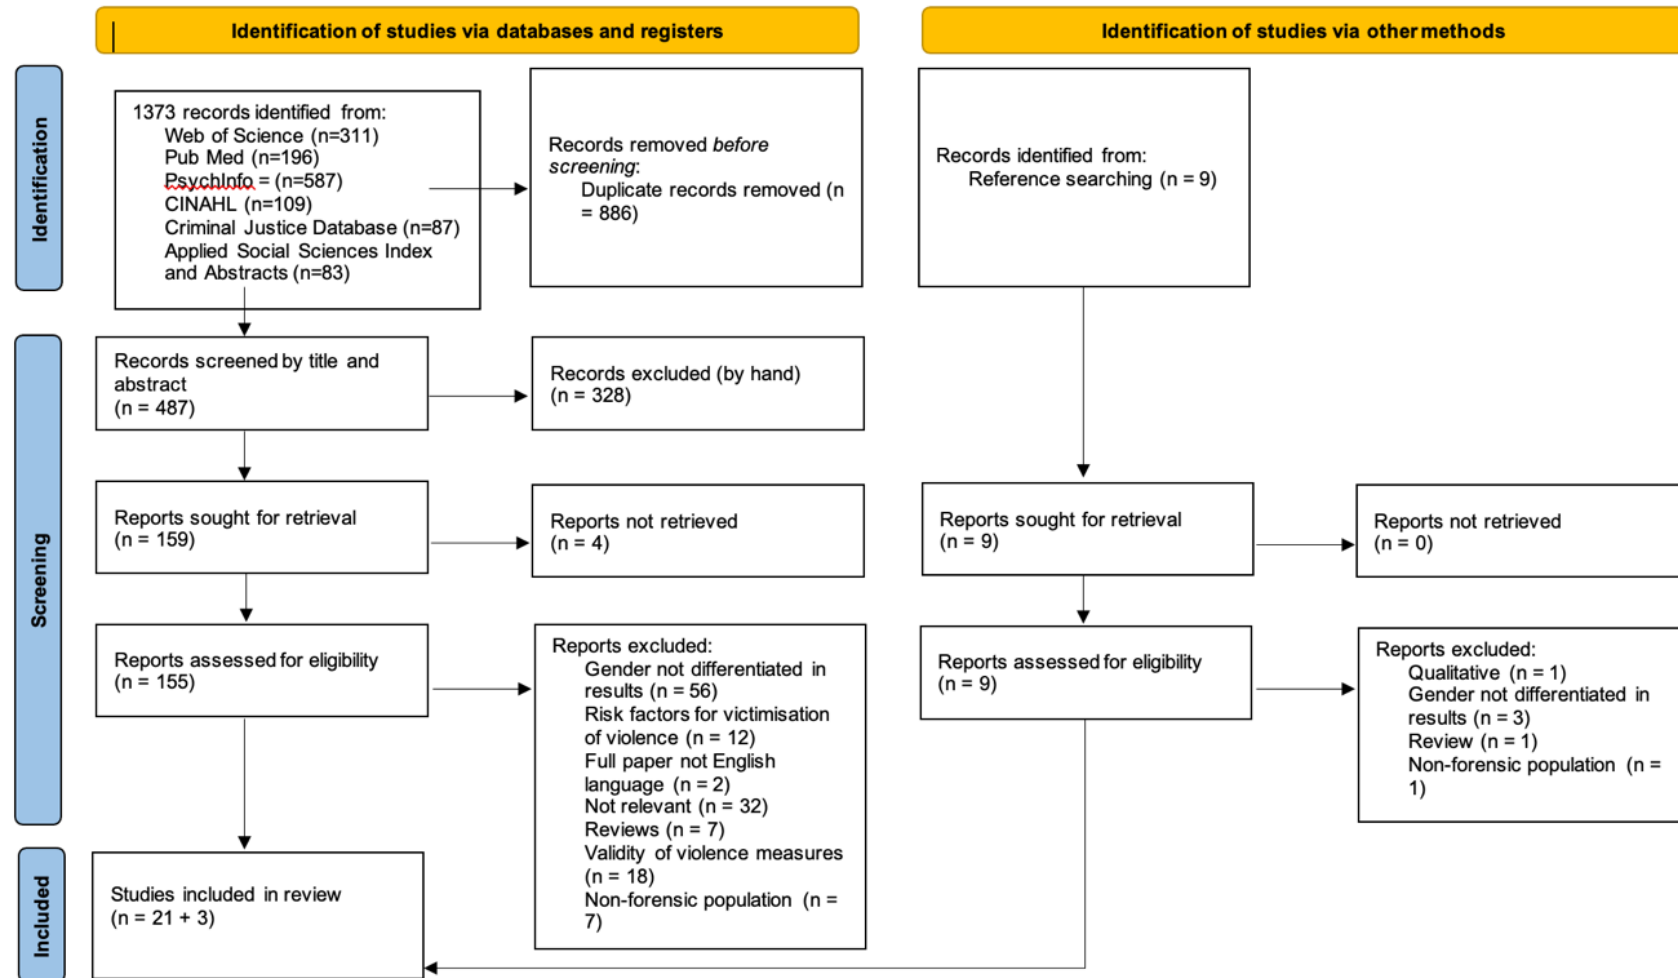 Identification of studies via databases and registers
Identification of studies via other methods
Identification
1373 records identified from:
Web of Science (n=311)
Pub Med (n=196)
PsychInfo = (n=587)
CINAHL (n=109)
Criminal Justice Database (n=87)
Applied Social Sciences Index
and Abstracts (n=83)
Records removed before
screening:
Duplicate records removed (n
= 886)
Records identified from:
Reference searching (n = 9)
Screening
Records screened by title and
abstract
(n = 487)
Records excluded (by hand)
(n = 328)
Reports sought for retrieval
(n = 159)
Reports not retrieved
(n = 4)
Reports sought for retrieval
(n = 9)
Reports not retrieved
(n = 0)
Reports assessed for eligibility
(n = 155)
Reports excluded:
Gender not differentiated in
results (n = 56)
Risk factors for victimisation
of violence (n = 12)
Full paper not English
language (n = 2)
Not relevant (n = 32)
Reviews (n = 7)
Validity of violence measures
(n = 18)
Non-forensic population (n =
7)
Reports assessed for eligibility
(n = 9)
Reports excluded:
Qualitative (n = 1)
Gender not differentiated in
results (n = 3)
Review (n = 1)
Non-forensic population (n =
1)
Included
Studies included in review
(n = 21 + 3)